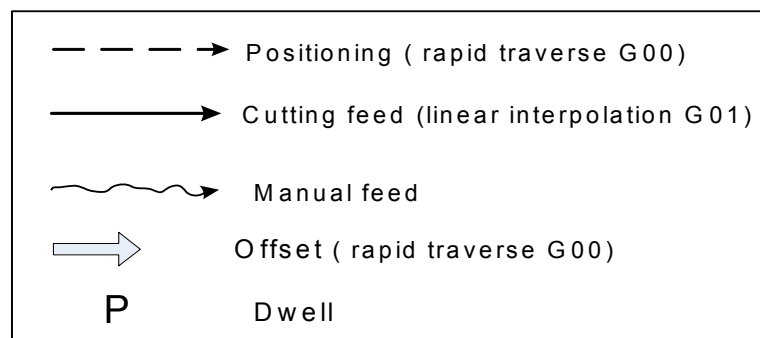 Positioning ( rapid traverse G00)
Cutting feed (linear interpolation G01)
Manual feed
Offset ( rapid traverse G00)
P Dwell